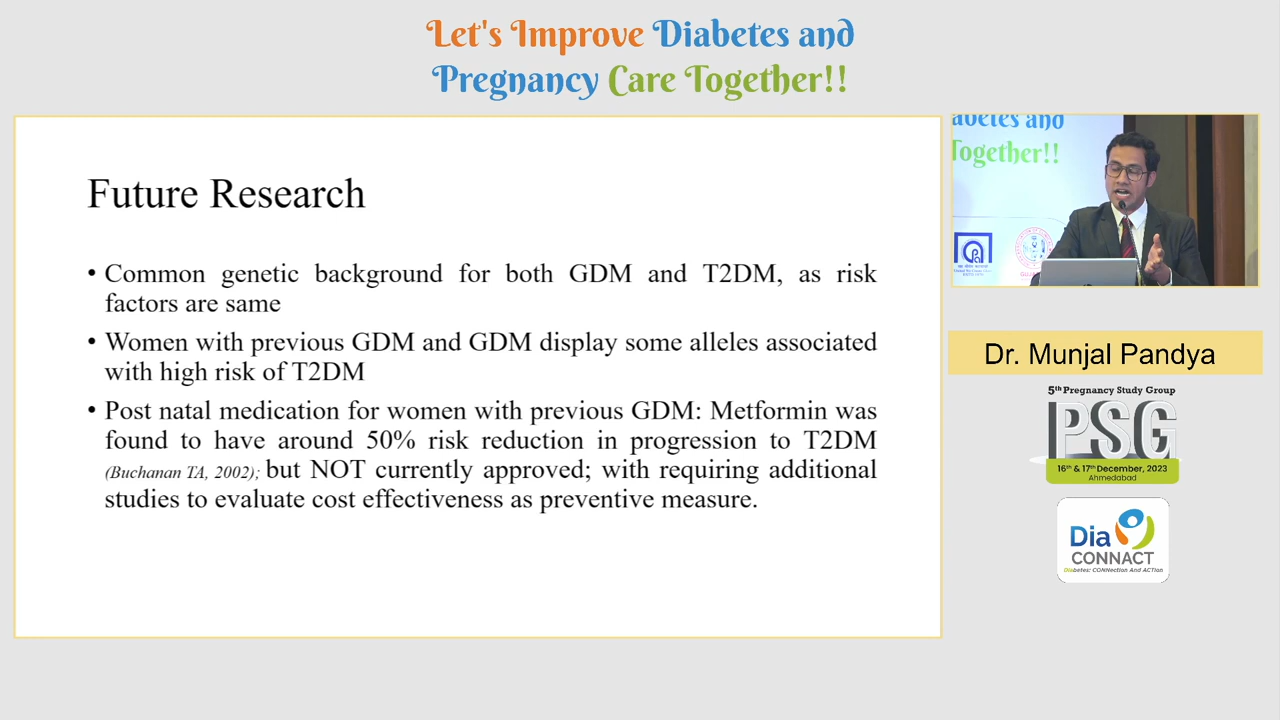 Let's Improve Diabetes and
Pregnancy Care Together!!
Future Research
• Common genetic background for both GDM and T2DM, as risk
factors are same
• Women with previous GDM and GDM display some alleles associated
with high risk of T2DM
• Post natal medication for women with previous GDM: Metformin was
found to have around 50% risk reduction in progression to T2DM
(Buchanan TA, 2002); but NOT currently approved; with requiring additional
studies to evaluate cost effectiveness as preventive measure.
abetes and
Together!!
Dr. Munjal Pandya
5th Pregnancy Study Group
PSG
16th & 17th December, 2023
Ahmedabad
Dia
CONNACT
Diabetes: CONNection And ACTion